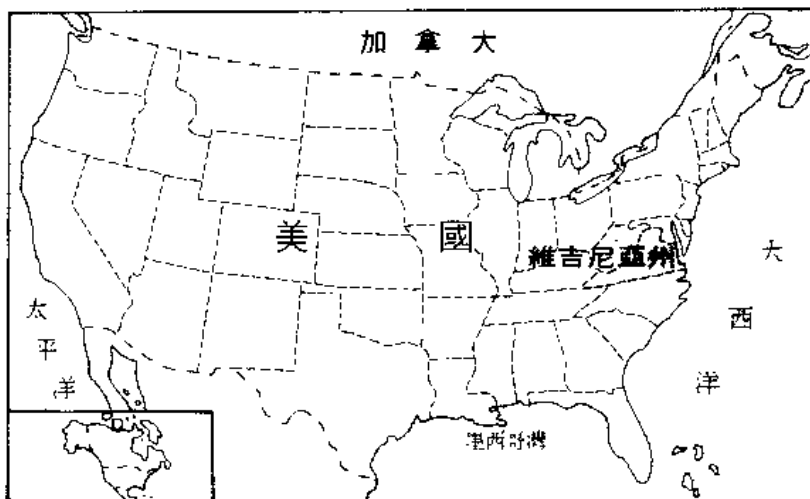 加拿大
美國
維吉尼亞州
大西洋
太平洋
墨西哥灣